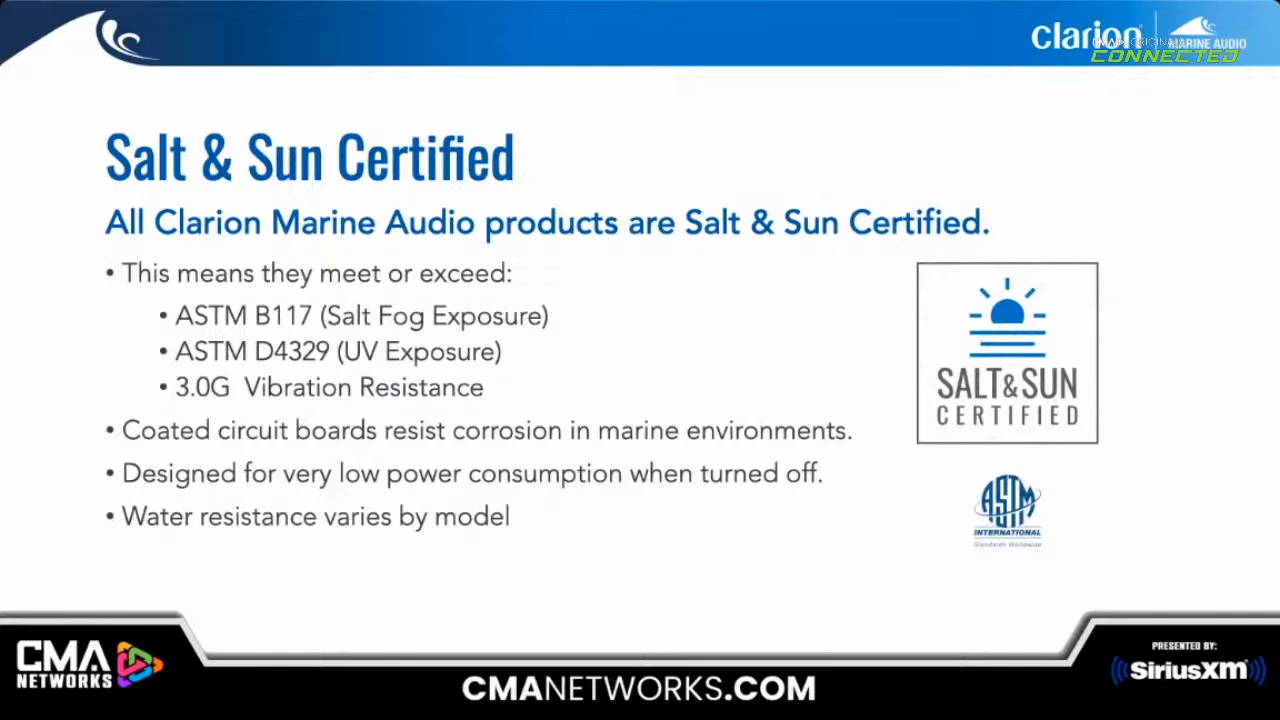 clarion
MARINE AUDIO
CONNECTED
Salt & Sun Certified
All Clarion Marine Audio products are Salt & Sun Certified.
• This means they meet or exceed:
• ASTM B117 (Salt Fog Exposure)
• ASTM D4329 (UV Exposure)
• 3.0G Vibration Resistance
• Coated circuit boards resist corrosion in marine environments.
• Designed for very low power consumption when turned off.
• Water resistance varies by model
SALT&SUN
CERTIFIED
ASTM
INTERNATIONAL
Standards Worldwide
CMA
NETWORKS
CMANETWORKS.COM
PRESENTED BY:
SiriusXM